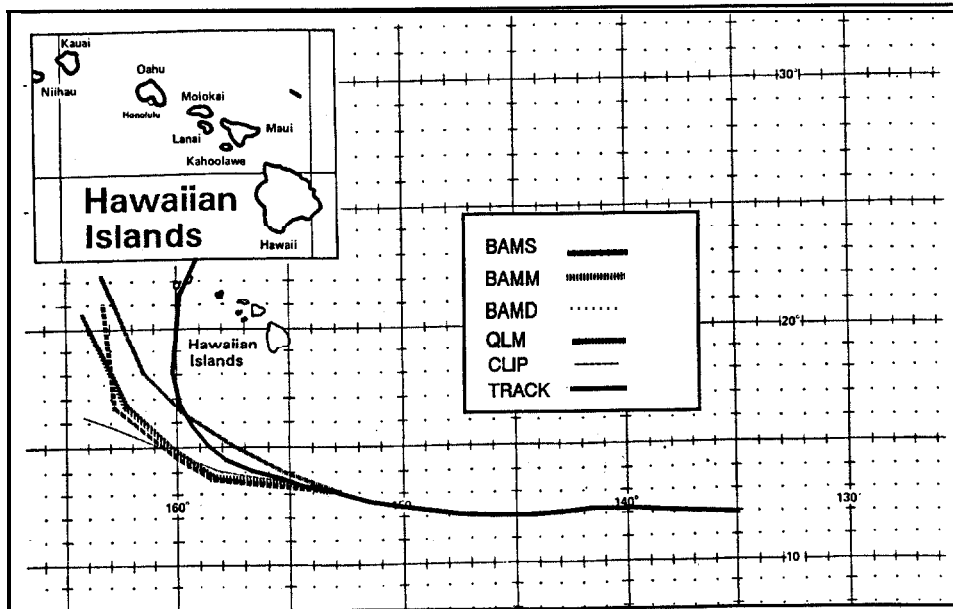 Kauai
Niihau
Oahu
Honolulu
Molokai
Lanai
Maui
Kahoolawe
Hawaiian
Islands
Hawaii
30°
BAMS
BAMM
BAMD
QLM
CLIP
TRACK
20°
Hawaiian
Islands
160°
150
140°
130°
10